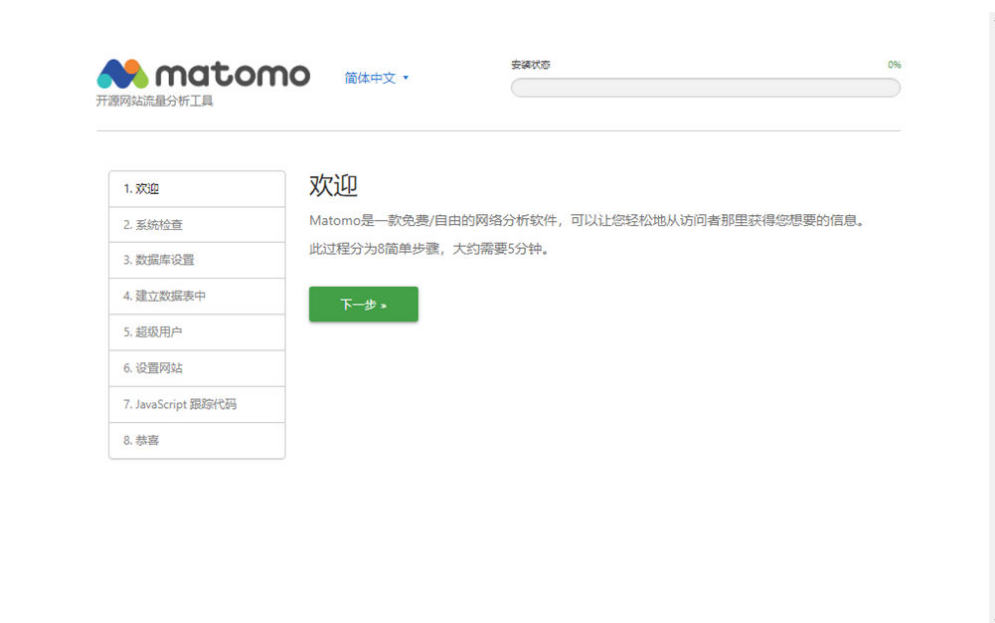 matomo
开源网站流量分析工具
简体中文
安装状态
0%
1. 欢迎
2. 系统检查
3. 数据库设置
4. 建立数据表中
5. 超级用户
6. 设置网站
7. JavaScript 跟踪代码
8. 恭喜
欢迎
Matomo是一款免费/自由的网络分析软件，可以让您轻松地从访问者那里获得您想要的信息。
此过程分为8简单步骤，大约需要5分钟。
下一步 »